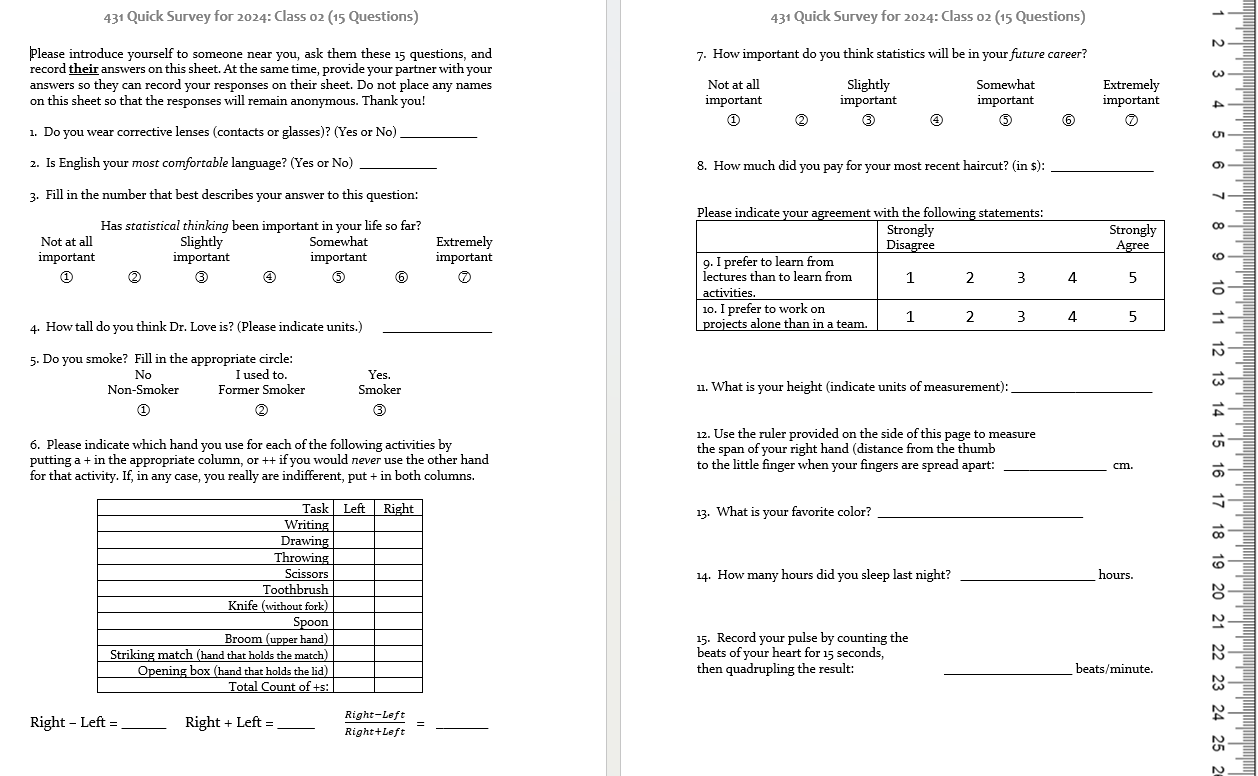 431 Quick Survey for 2024: Class 02 (15 Questions)
Please introduce yourself to someone near you, ask them these 15 questions, and
record their answers on this sheet. At the same time, provide your partner with your
answers so they can record your responses on their sheet. Do not place any names
on this sheet so that the responses will remain anonymous. Thank you!
1. Do you wear corrective lenses (contacts or glasses)? (Yes or No) ___________
2. Is English your most comfortable language? (Yes or No) ___________
3. Fill in the number that best describes your answer to this question:
Has statistical thinking been important in your life so far?
Not at all Slightly Somewhat Extremely
important important important important
① ② ③ ④ ⑤ ⑥ ⑦
4. How tall do you think Dr. Love is? (Please indicate units.) ________________
5. Do you smoke? Fill in the appropriate circle:
No I used to. Yes.
Non-Smoker Former Smoker Smoker
① ② ③
6. Please indicate which hand you use for each of the following activities by
putting a + in the appropriate column, or ++ if you would never use the other hand
for that activity. If, in any case, you really are indifferent, put + in both columns.
Task Left Right
Writing
Drawing
Throwing
Scissors
Toothbrush
Knife (without fork)
Spoon
Broom (upper hand)
Striking match (hand that holds the match)
Opening box (hand that holds the lid)
Total Count of +s:
Right – Left = ______ Right + Left = _____ Right−Left / Right+Left = _______
431 Quick Survey for 2024: Class 02 (15 Questions)
7. How important do you think statistics will be in your future career?
Not at all Slightly Somewhat Extremely
important important important important
① ② ③ ④ ⑤ ⑥ ⑦
8. How much did you pay for your most recent haircut? (in $): _______________
Please indicate your agreement with the following statements:
Strongly Strongly
Disagree Agree
9. I prefer to learn from
lectures than to learn from
activities.
1 2 3 4 5
10. I prefer to work on
projects alone than in a team.
1 2 3 4 5
11. What is your height (indicate units of measurement): ____________________
12. Use the ruler provided on the side of this page to measure
the span of your right hand (distance from the thumb
to the little finger when your fingers are spread apart: _______________ cm.
13. What is your favorite color? ______________________________
14. How many hours did you sleep last night? ____________________ hours.
15. Record your pulse by counting the
beats of your heart for 15 seconds,
then quadrupling the result: ___________________ beats/minute.
1
2
3
4
5
6
7
8
9
10
11
12
13
14
15
16
17
18
19
20
21
22
23
24
25